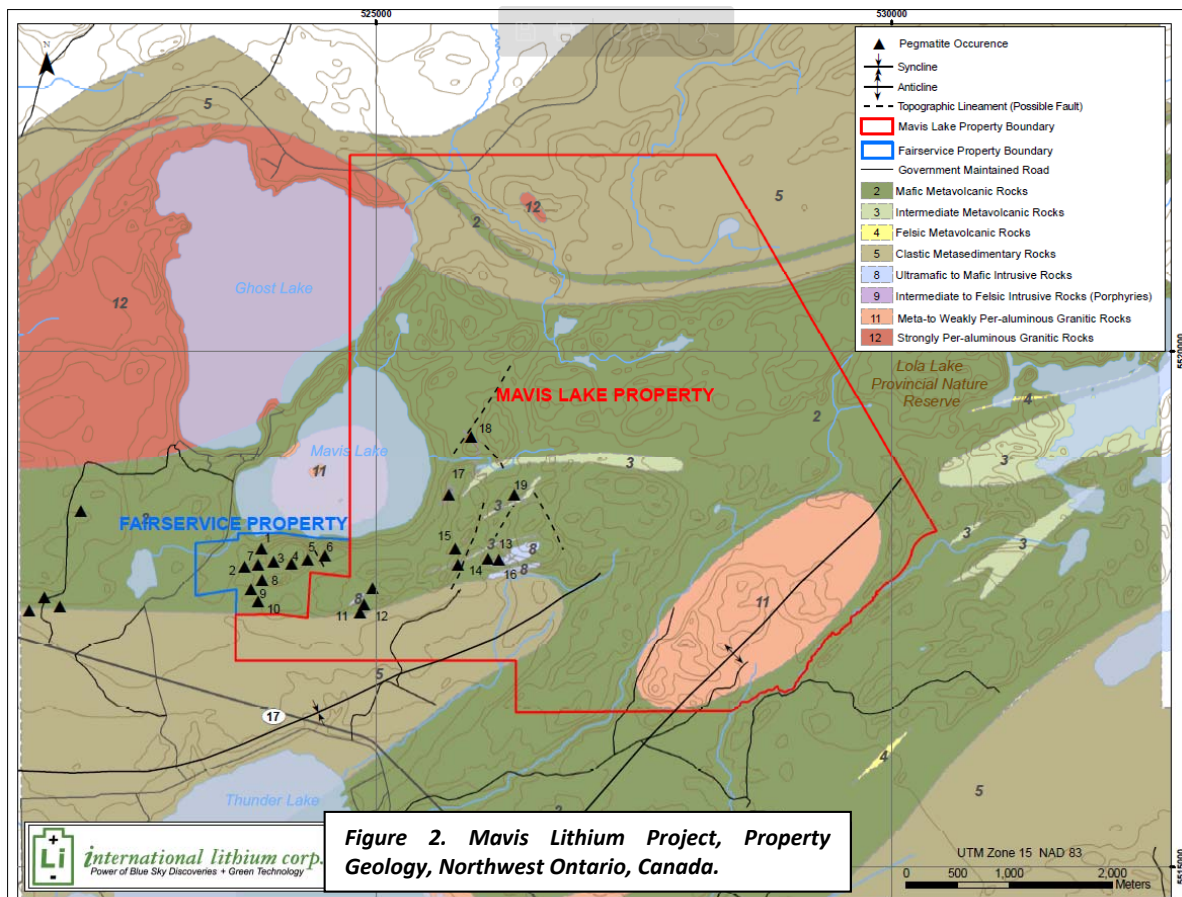 525000
530000
N
Pegmatite Occurence
Syncline
Anticline
Topographic Lineament (Possible Fault)
Mavis Lake Property Boundary
Fairservice Property Boundary
Government Maintained Road
2 Mafic Metavolcanic Rocks
3 Intermediate Metavolcanic Rocks
4 Felsic Metavolcanic Rocks
5 Clastic Metasedimentary Rocks
8 Ultramafic to Mafic Intrusive Rocks
9 Intermediate to Felsic Intrusive Rocks (Porphyries)
11 Meta-to Weakly Per-aluminous Granitic Rocks
12 Strongly Per-aluminous Granitic Rocks
5
5
2
12
Ghost Lake
12
5520000
Lola Lake
Provincial Nature
Reserve
MAVIS LAKE PROPERTY
4
2
18
Mavis Lake
11
3
3
17
19
3
FAIRSERVICE PROPERTY
1
15
3
13
8
3
3
7
3
4
5
6
2
14
16
8
8
9
10
8
11
12
11
5
17
4
5
Thunder Lake
2
Li
international lithium corp.
Power of Blue Sky Discoveries + Green Technology
Figure 2. Mavis Lithium Project, Property
Geology, Northwest Ontario, Canada.
UTM Zone 15 NAD 83
0 500 1,000 2,000
Meters
5515000